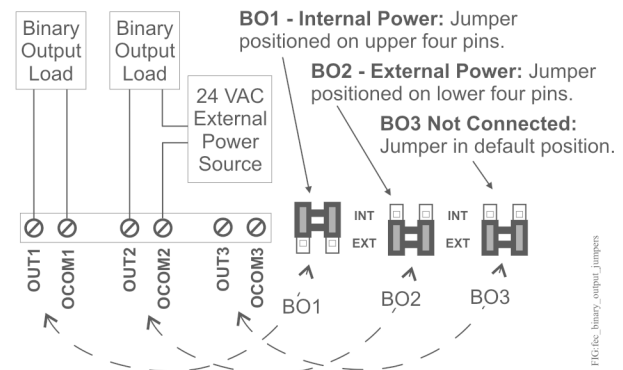 Binary
Output
Load
Binary
Output
Load
BO1 - Internal Power: Jumper
positioned on upper four pins.
BO2 - External Power: Jumper
positioned on lower four pins.
BO3 Not Connected:
Jumper in default position.
24 VAC
External
Power
Source
INT
EXT
INT
EXT
OUT1
OCOM1
OUT2
OCOM2
OUT3
OCOM3
BO1
BO2
BO3
FIG:fec_binary_output_jumpers